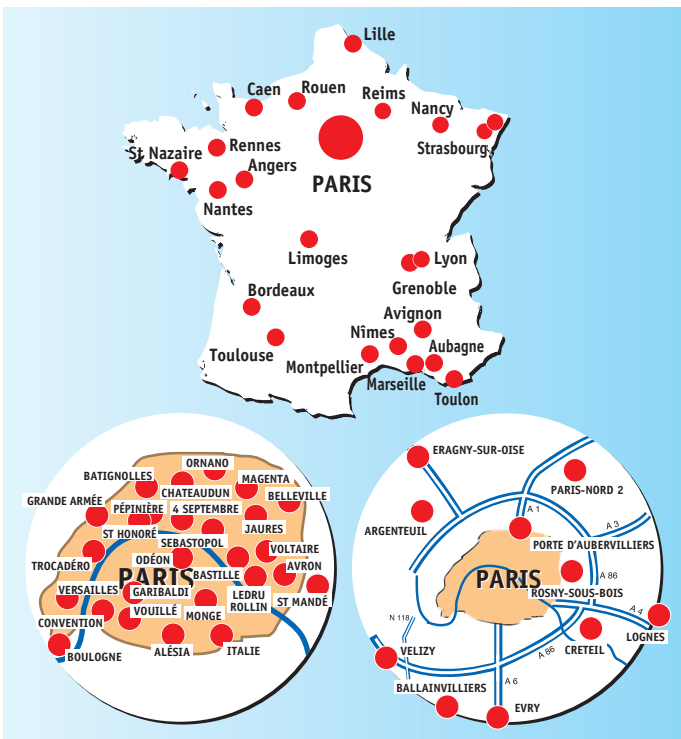 Lille
Caen
Rouen
Reims
Nancy
Strasbourg
St Nazaire
Rennes
Angers
PARIS
Nantes
Limoges
Lyon
Grenoble
Bordeaux
Avignon
Nîmes
Aubagne
Toulouse
Montpellier
Marseille
Toulon
ORNANO
BATIGNOLLES
CHATEAUDUN
MAGENTA
BELLEVILLE
GRANDE ARMÉE
PÉPINIÈRE
4 SEPTEMBRE
JAURES
ST HONORÉ
SEBASTOPOL
VOLTAIRE
TROCADÉRO
ODÉON
AVRON
PARIS
BASTILLE
VERSAILLES
GARIBALDI
LEDRU
ROLLIN
ST MANDÉ
CONVENTION
VOUILLÉ
MONGE
BOULOGNE
ALÉSIA
ITALIE
ERAGNY-SUR-OISE
PARIS-NORD 2
A 1
A 3
ARGENTEUIL
PORTE D'AUBERVILLIERS
PARIS
A 86
ROSNY-SOUS-BOIS
A 4
N 118
LOGNES
VELIZY
CRETEIL
A 86
A 6
BALLAINVILLIERS
EVRY